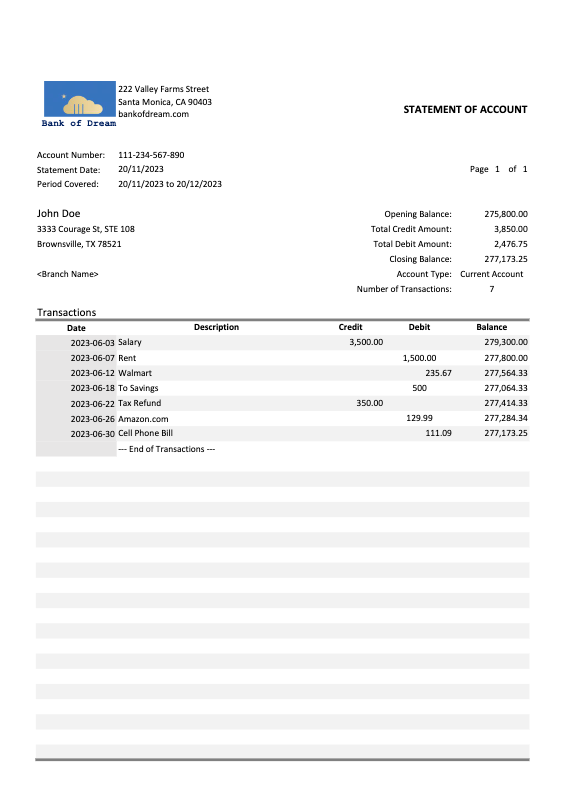 222 Valley Farms Street
Santa Monica, CA 90403
bankofdream.com
Bank of Dream
STATEMENT OF ACCOUNT
Account Number: 111-234-567-890
Statement Date: 20/11/2023 Page 1 of 1
Period Covered: 20/11/2023 to 20/12/2023
John Doe Opening Balance: 275,800.00
3333 Courage St, STE 108 Total Credit Amount: 3,850.00
Brownsville, TX 78521 Total Debit Amount: 2,476.75
Closing Balance: 277,173.25
<Branch Name> Account Type: Current Account
Number of Transactions: 7
Transactions
Date Description Credit Debit Balance
2023-06-03 Salary 3,500.00 279,300.00
2023-06-07 Rent 1,500.00 277,800.00
2023-06-12 Walmart 235.67 277,564.33
2023-06-18 To Savings 500 277,064.33
2023-06-22 Tax Refund 350.00 277,414.33
2023-06-26 Amazon.com 129.99 277,284.34
2023-06-30 Cell Phone Bill 111.09 277,173.25
--- End of Transactions ---